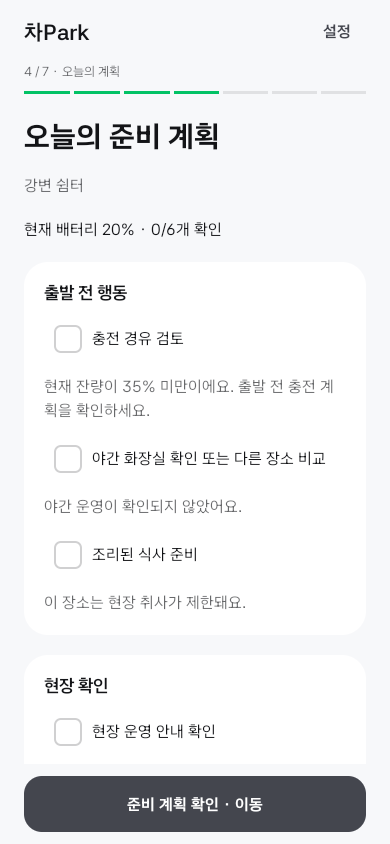 차Park
설정
4 / 7 · 오늘의 계획
오늘의 준비 계획
강변 쉼터
현재 배터리 20% · 0/6개 확인
출발 전 행동
충전 경유 검토
현재 잔량이 35% 미만이에요. 출발 전 충전 계
획을 확인하세요.
야간 화장실 확인 또는 다른 장소 비교
야간 운영이 확인되지 않았어요.
조리된 식사 준비
이 장소는 현장 취사가 제한돼요.
현장 확인
현장 운영 안내 확인
준비 계획 확인 · 이동